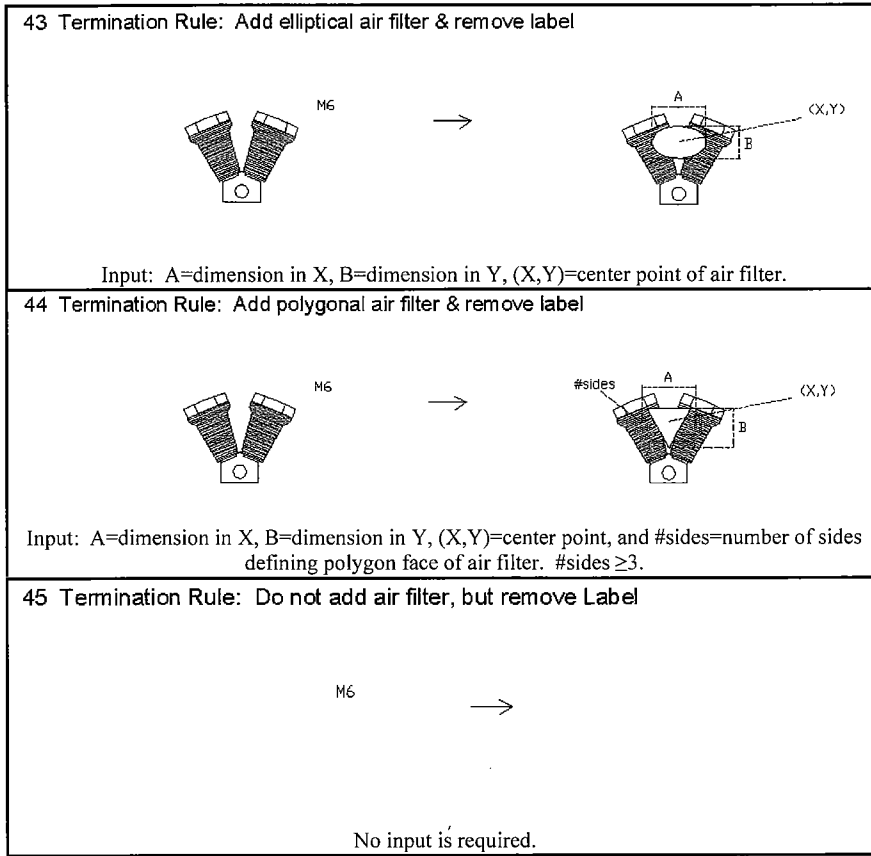 43 Termination Rule: Add elliptical air filter & remove label
M6
A
(X,Y)
B
Input: A=dimension in X, B=dimension in Y, (X,Y)=center point of air filter.
44 Termination Rule: Add polygonal air filter & remove label
M6
#sides
A
(X,Y)
B
Input: A=dimension in X, B=dimension in Y, (X,Y)=center point, and #sides=number of sides
defining polygon face of air filter. #sides ≥3.
45 Termination Rule: Do not add air filter, but remove Label
M6
No input is required.